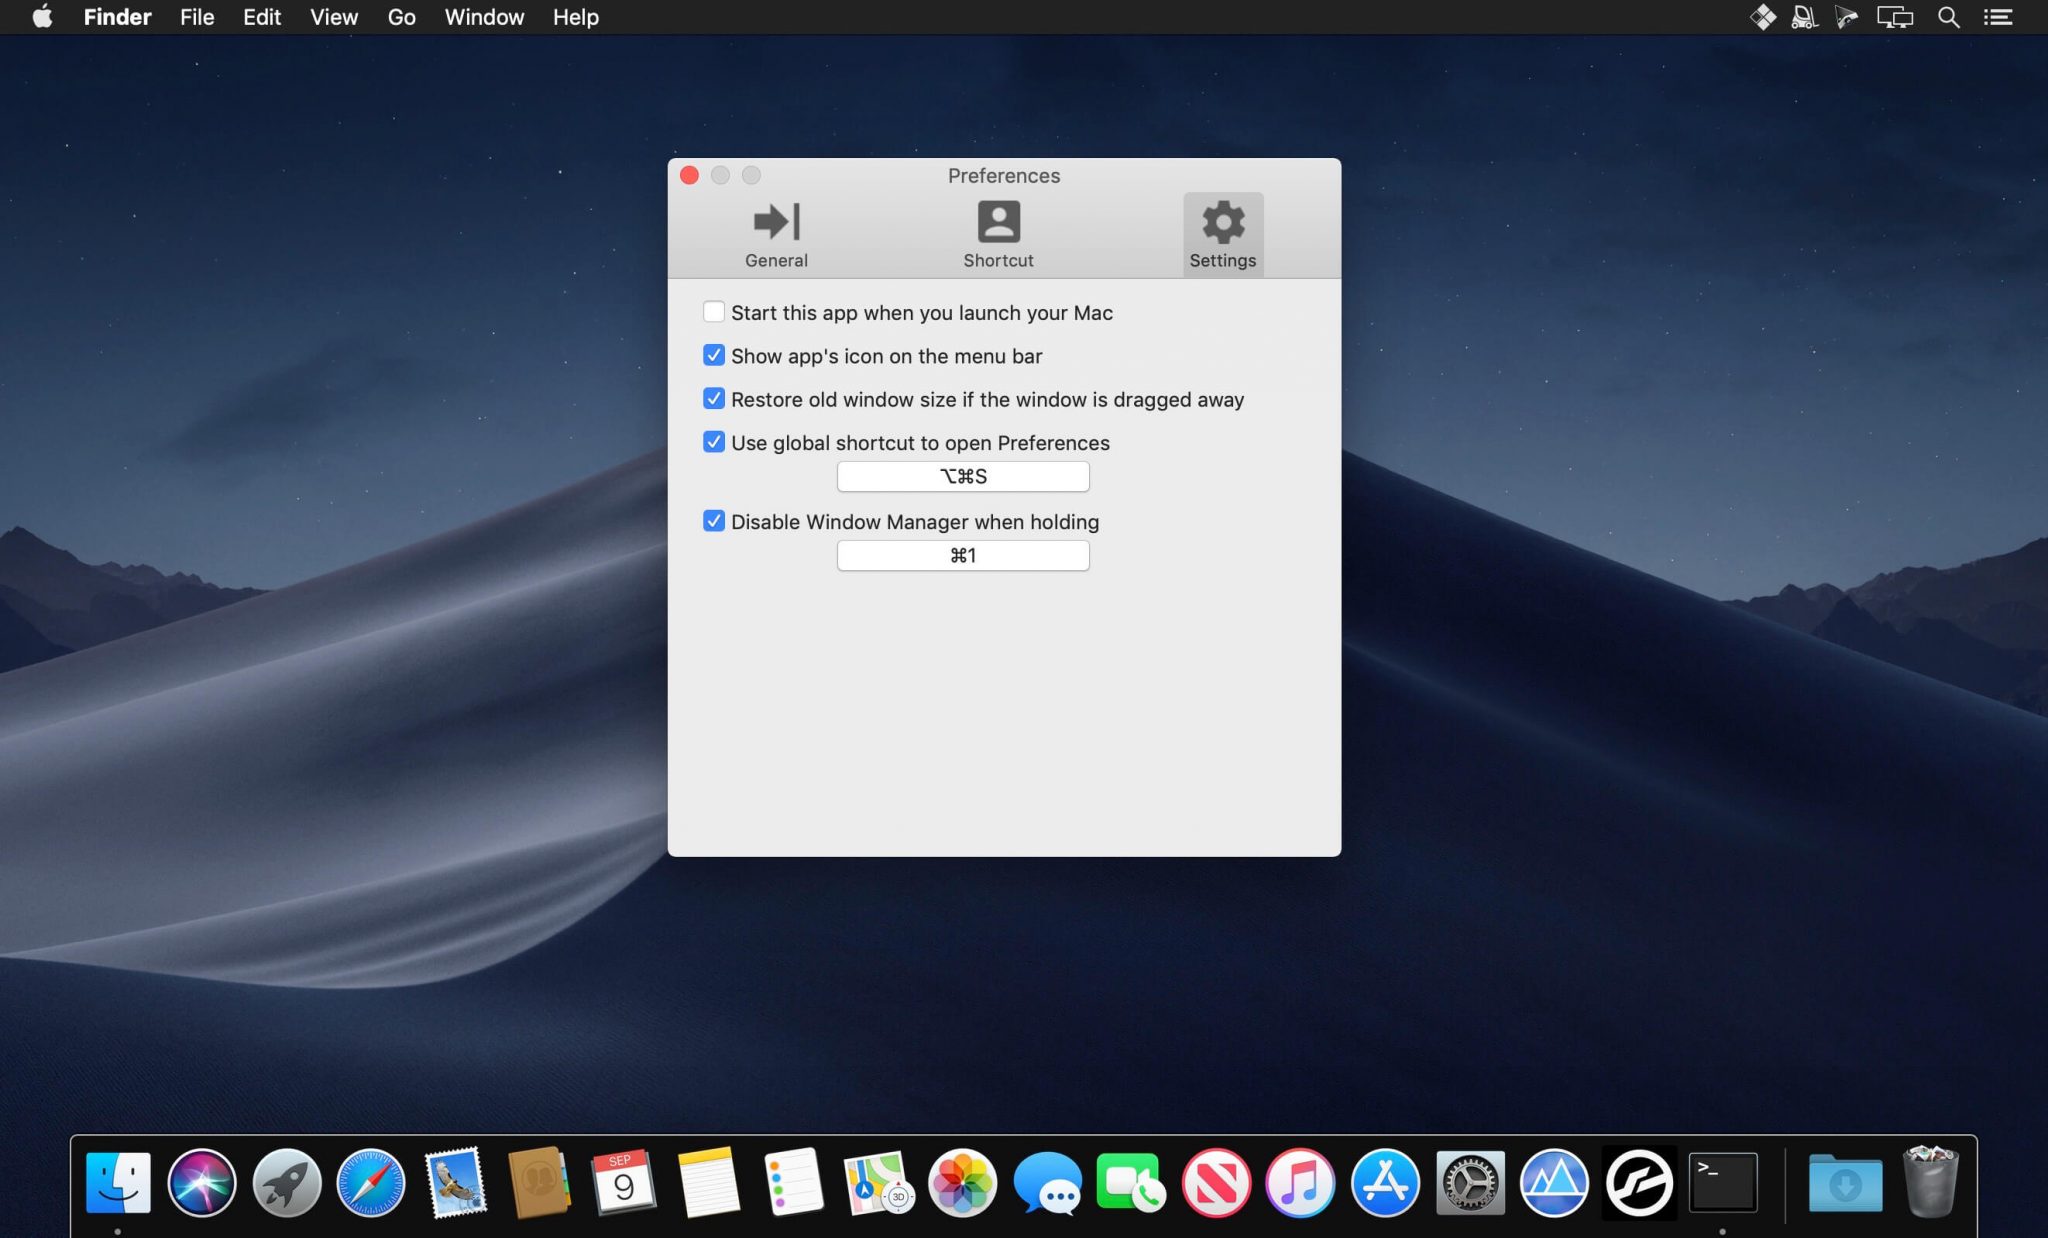 Finder File Edit View Go Window Help
Preferences
General Shortcut Settings
Start this app when you launch your Mac
Show app's icon on the menu bar
Restore old window size if the window is dragged away
Use global shortcut to open Preferences
⌥⌘S
Disable Window Manager when holding
⌘1
SEP
9
3D
>_